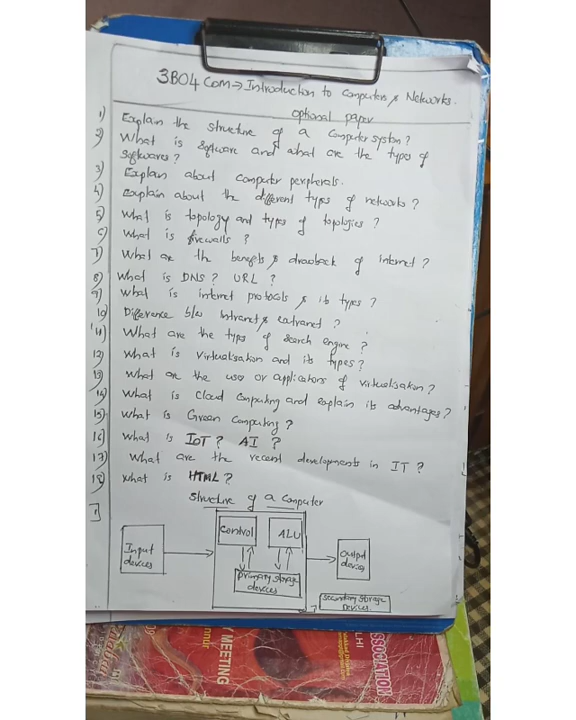 3BO4 Com → Introduction to Computers & Networks.
optional paper
1) Explain the structure of a Computer system?
2) What is Software and what are the types of
Softwares?
3) Explain about computer peripherals.
4) Explain about the different types of networks?
5) What is topology and types of topologies?
6) What is firewalls?
7) What are the benefits & drawback of internet?
8) What is DNS? URL?
9) What is internet protocols & its types?
10) Difference b/w Intranet & extranet?
11) What are the types of Search engine?
12) What is Virtualisation and its types?
13) What are the uses or applications of virtualisation?
14) What is Cloud Computing and explain its advantages?
15) What is Green Computing?
16) What is IoT? AI?
17) What are the recent developments in IT?
18) What is HTML?
Structure of a Computer
Input
devices
Control
ALU
primary storage
devices
Output
devices
Secondary storage
Devices
MEETING
LHI
ASSOCIATION